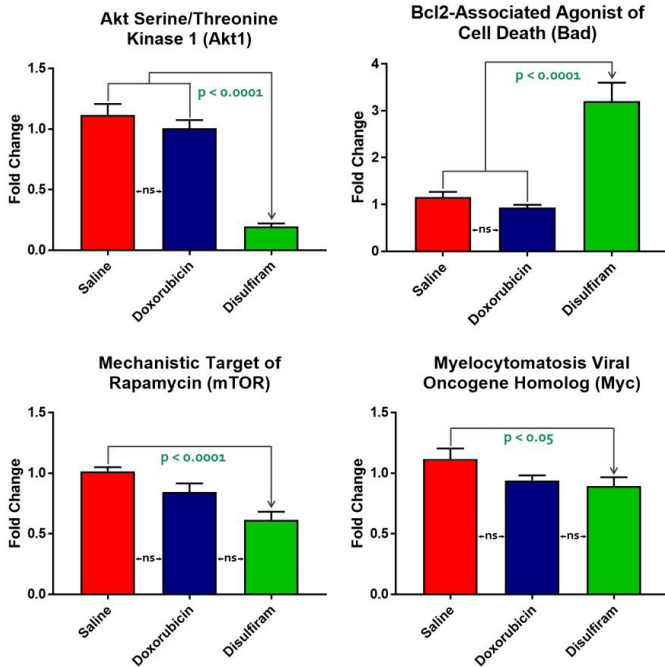 Akt Serine/Threonine
Kinase 1 (Akt1)
Fold Change
1.5
1.0
0.5
0.0
p < 0.0001
ns
Saline
Doxorubicin
Disulfiram
Bcl2-Associated Agonist of
Cell Death (Bad)
Fold Change
4
3
2
1
0
p < 0.0001
ns
Saline
Doxorubicin
Disulfiram
Mechanistic Target of
Rapamycin (mTOR)
Fold Change
1.5
1.0
0.5
0.0
p < 0.0001
ns
ns
Saline
Doxorubicin
Disulfiram
Myelocytomatosis Viral
Oncogene Homolog (Myc)
Fold Change
1.5
1.0
0.5
0.0
p < 0.05
ns
ns
Saline
Doxorubicin
Disulfiram